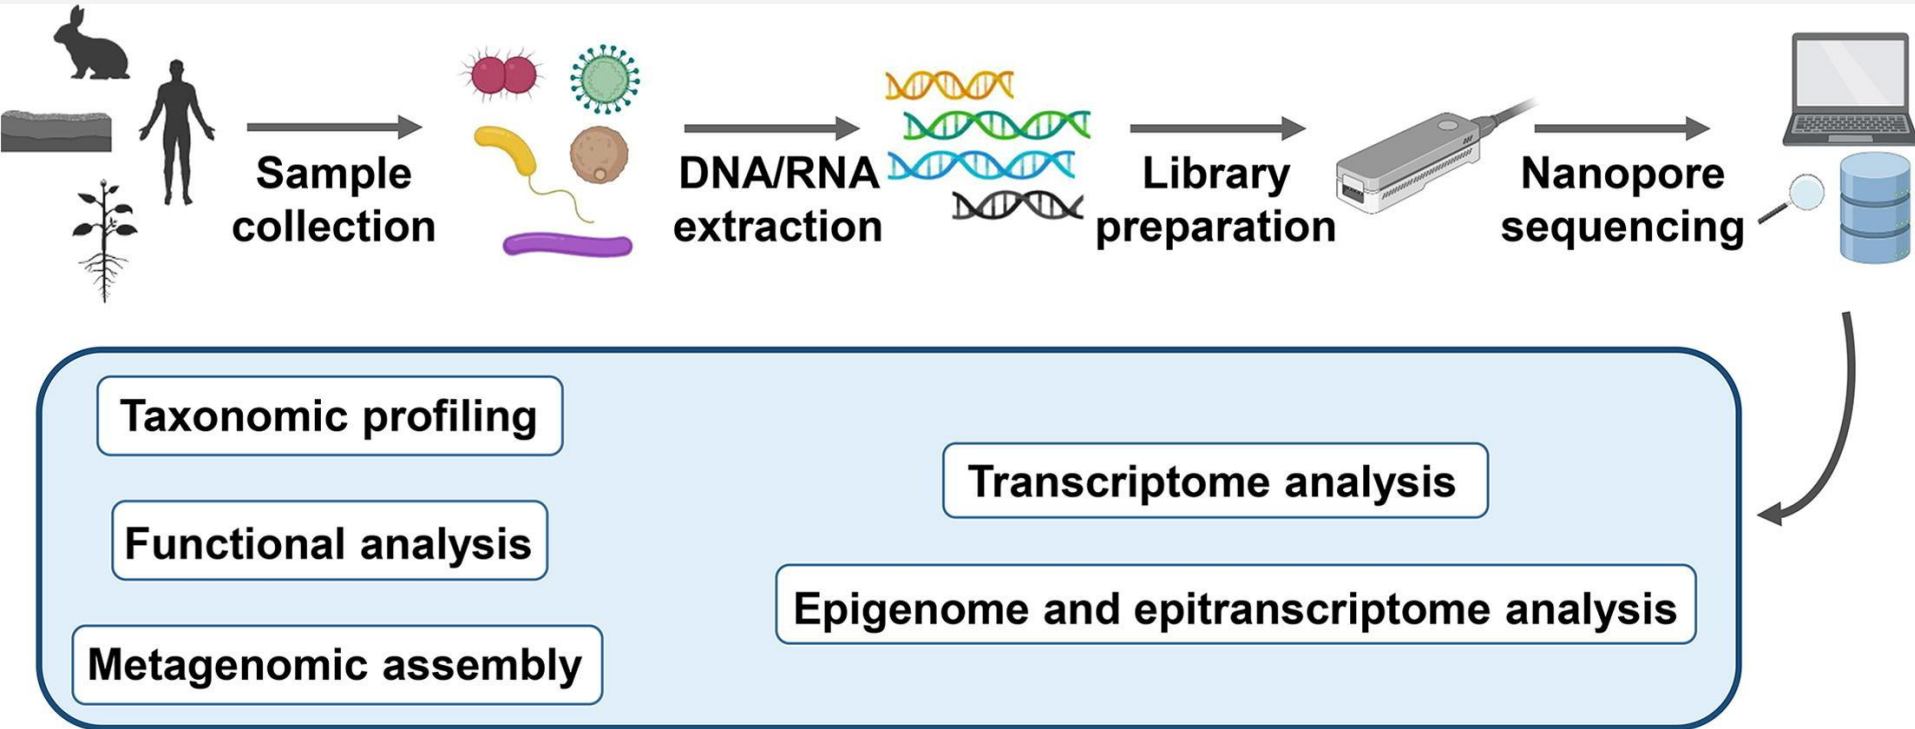 Sample
collection
DNA/RNA
extraction
Library
preparation
Nanopore
sequencing
Taxonomic profiling
Functional analysis
Metagenomic assembly
Transcriptome analysis
Epigenome and epitranscriptome analysis